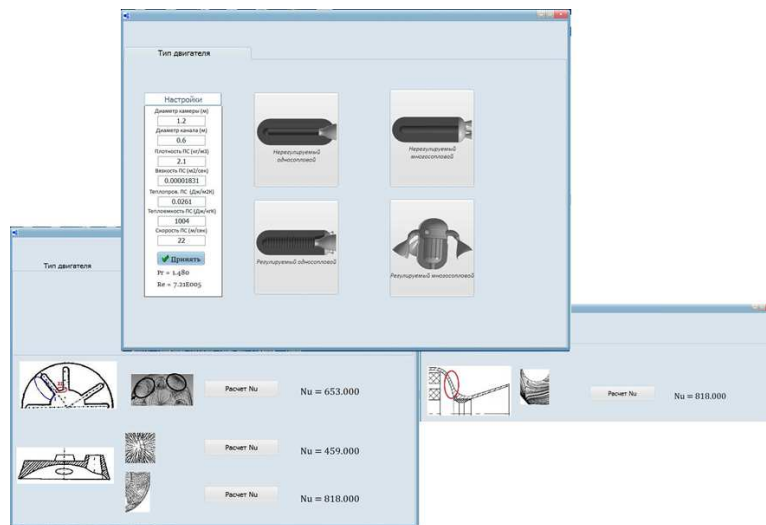 Тип двигателя
Настройки
Диаметр камеры (м)
1.2
Диаметр канала (м)
0.6
Плотность ПС (кг/м3)
2.1
Вязкость ПС (м2/сек)
0.00001831
Теплопров. ПС (Дж/м2К)
0.0261
Теплоемкость ПС (Дж/кгК)
1004
Скорость ПС (м/сек)
22
Принять
Pr = 1.480
Re = 7.21E005
Нерегулируемый
односопловой
Нерегулируемый
многосопловой
Регулируемый односопловой
Регулируемый многосопловой
Тип двигателя
Расчет Nu
Nu = 653.000
Расчет Nu
Nu = 459.000
Расчет Nu
Nu = 818.000
Расчет Nu
Nu = 818.000